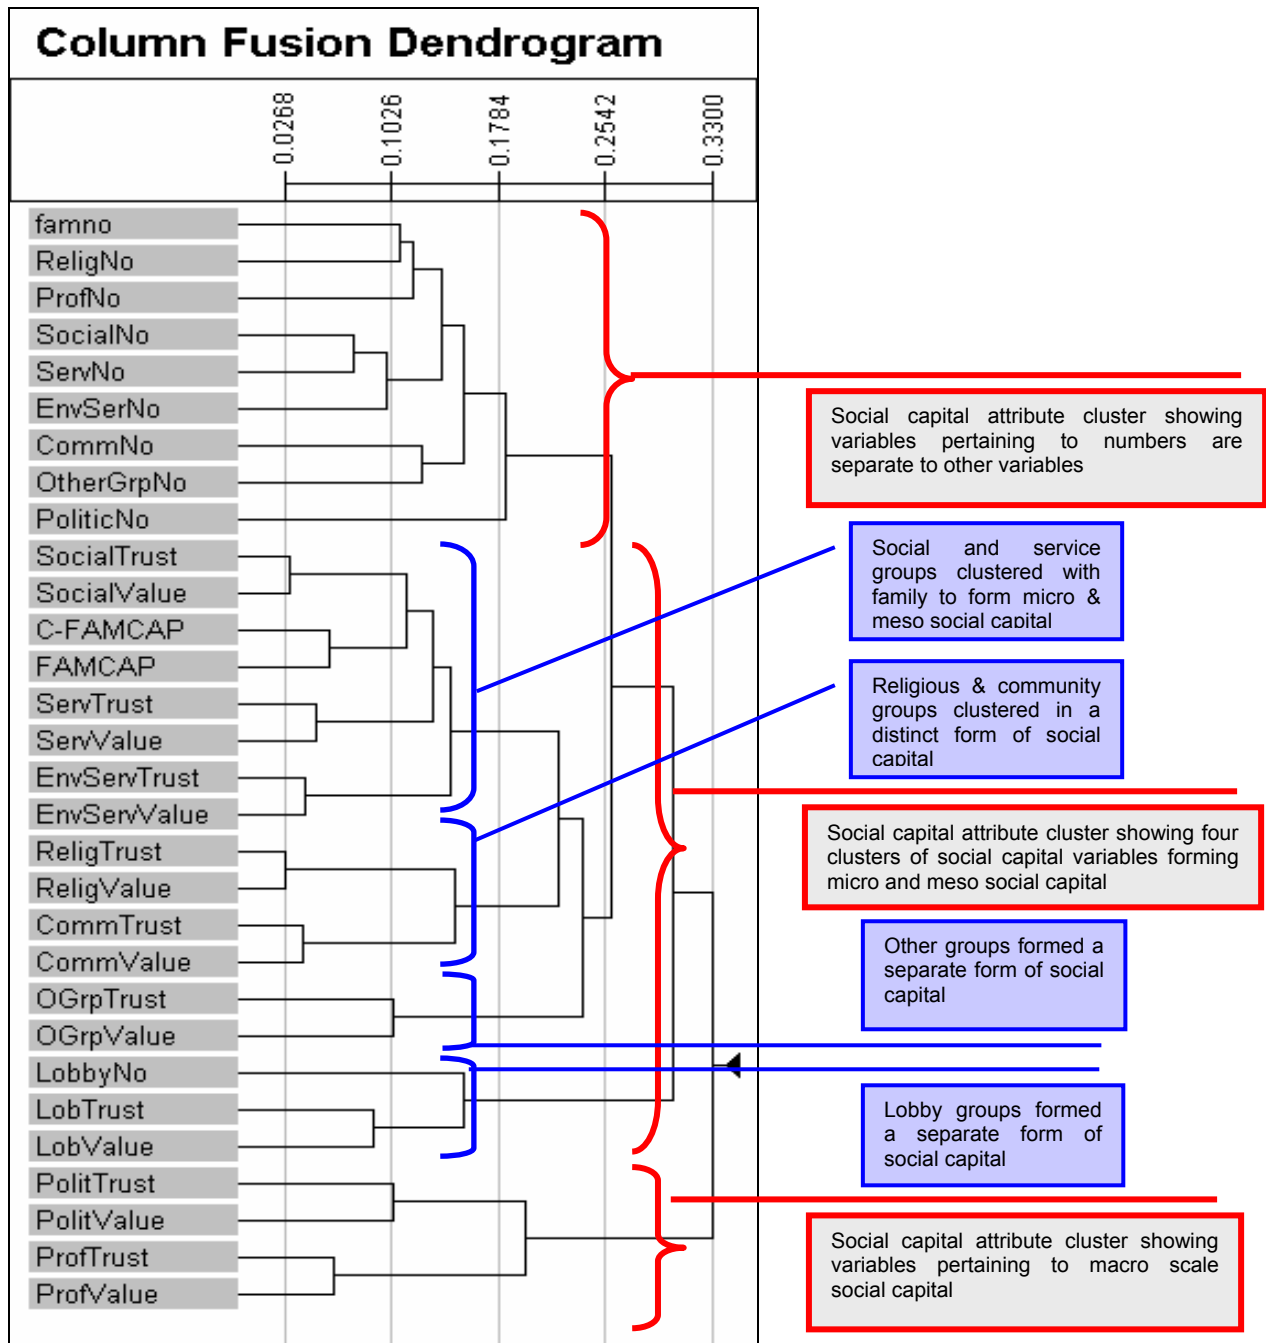 Column Fusion Dendrogram
0.0268
0.1026
0.1784
0.2542
0.3300
famno
ReligNo
ProfNo
SocialNo
ServNo
EnvSerNo
CommNo
OtherGrpNo
PoliticNo
SocialTrust
SocialValue
C-FAMCAP
FAMCAP
ServTrust
ServValue
EnvServTrust
EnvServValue
ReligTrust
ReligValue
CommTrust
CommValue
OGrpTrust
OGrpValue
LobbyNo
LobTrust
LobValue
PolitTrust
PolitValue
ProfTrust
ProfValue
Social capital attribute cluster showing
variables pertaining to numbers are
separate to other variables
Social and service
groups clustered with
family to form micro &
meso social capital
Religious & community
groups clustered in a
distinct form of social
capital
Social capital attribute cluster showing four
clusters of social capital variables forming
micro and meso social capital
Other groups formed a
separate form of social
capital
Lobby groups formed
a separate form of
social capital
Social capital attribute cluster showing
variables pertaining to macro scale
social capital